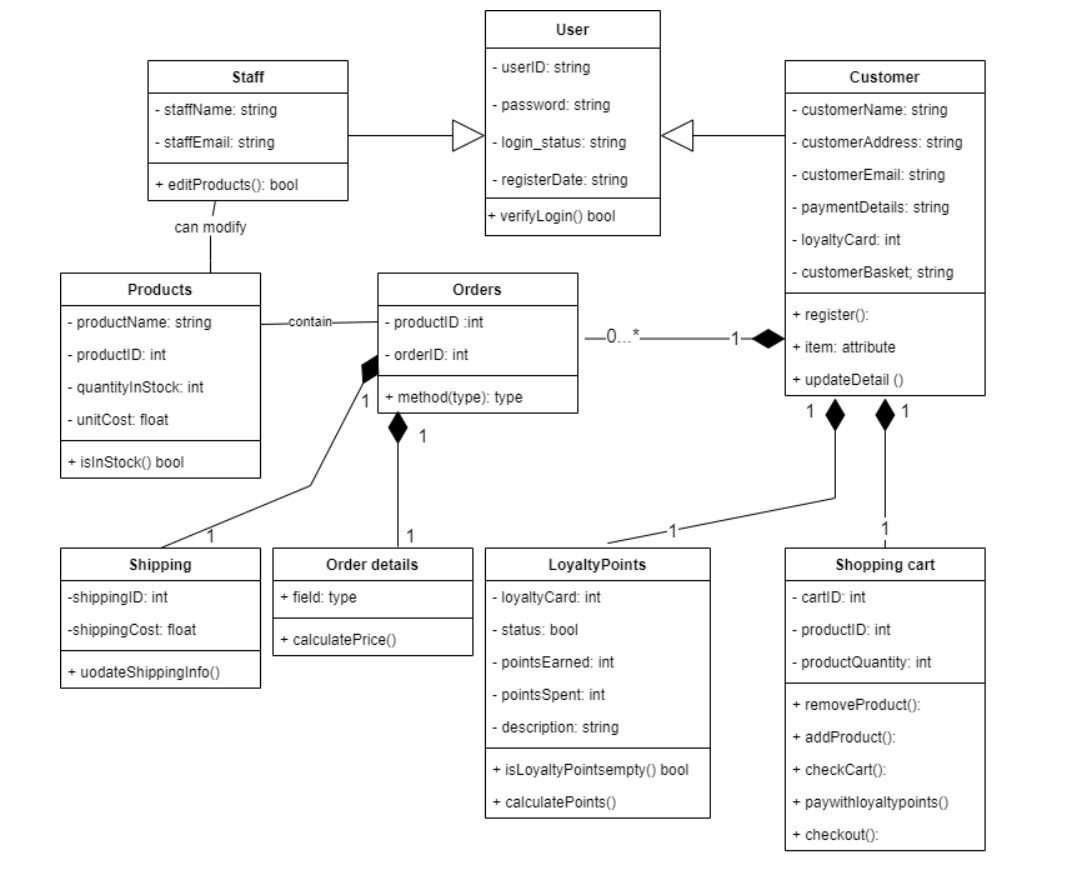 User
- userID: string
- password: string
- login_status: string
- registerDate: string
+ verifyLogin() bool
Staff
- staffName: string
- staffEmail: string
+ editProducts(): bool
can modify
Customer
- customerName: string
- customerAddress: string
- customerEmail: string
- paymentDetails: string
- loyaltyCard: int
- customerBasket; string
+ register():
+ item: attribute
+ updateDetail ()
Products
- productName: string
- productID: int
- quantityInStock: int
- unitCost: float
+ isInStock() bool
contain
Orders
- productID :int
- orderID: int
+ method(type): type
0...*
1
1
1
1
1
1
1
1
1
Shipping
-shippingID: int
-shippingCost: float
+ uodateShippingInfo()
Order details
+ field: type
+ calculatePrice()
LoyaltyPoints
- loyaltyCard: int
- status: bool
- pointsEarned: int
- pointsSpent: int
- description: string
+ isLoyaltyPointsempty() bool
+ calculatePoints()
Shopping cart
- cartID: int
- productID: int
- productQuantity: int
+ removeProduct():
+ addProduct():
+ checkCart():
+ paywithloyaltypoints()
+ checkout():